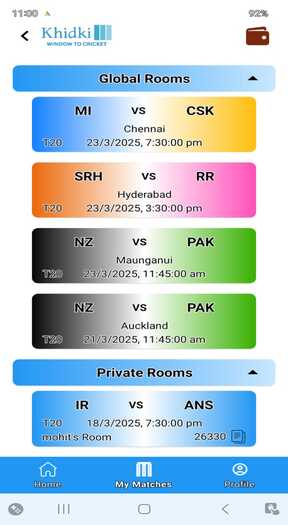 11:00 92%
Khidki
WINDOW TO CRICKET
Global Rooms
MI vs CSK
Chennai
T20 23/3/2025, 7:30:00 pm
SRH vs RR
Hyderabad
T20 23/3/2025, 3:30:00 pm
NZ vs PAK
Maunganui
T20 23/3/2025, 11:45:00 am
NZ vs PAK
Auckland
T20 21/3/2025, 11:45:00 am
Private Rooms
IR vs ANS
T20 18/3/2025, 7:30:00 pm
mohit's Room 26330
Home My Matches Profile